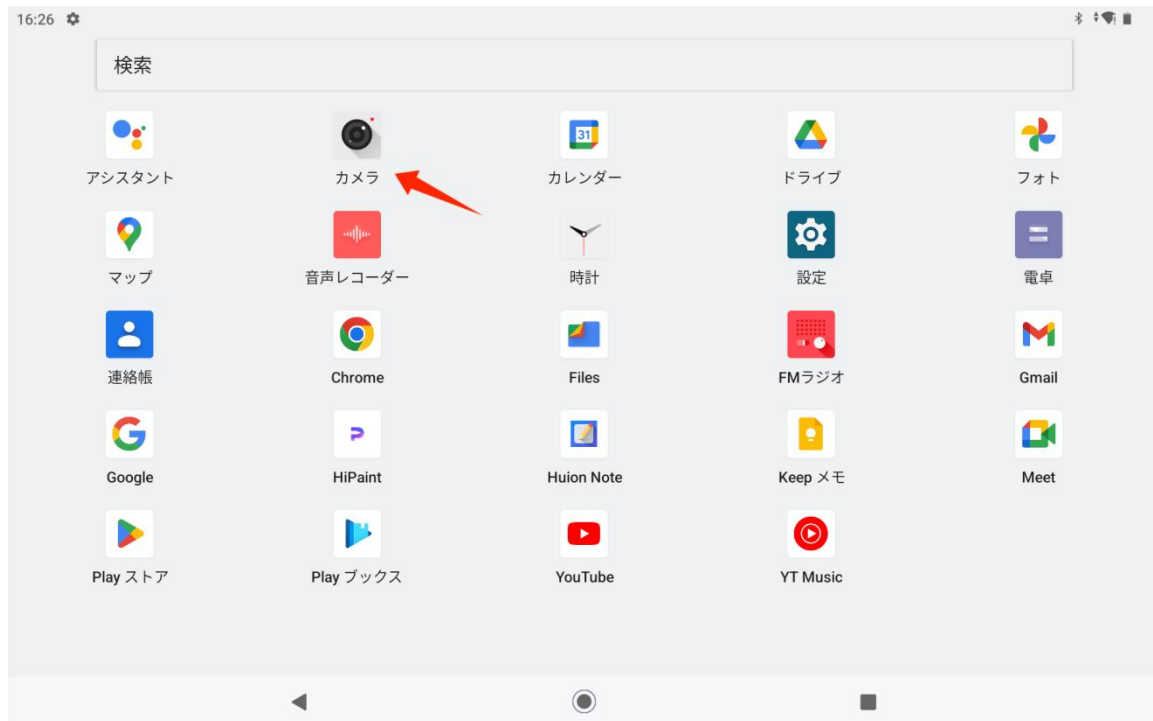 16:26
検索
31
アシスタント
カメラ
カレンダー
ドライブ
フォト
マップ
音声レコーダー
時計
設定
電卓
連絡帳
Chrome
Files
FMラジオ
Gmail
Google
HiPaint
Huion Note
Keep メモ
Meet
Play ストア
Play ブックス
YouTube
YT Music